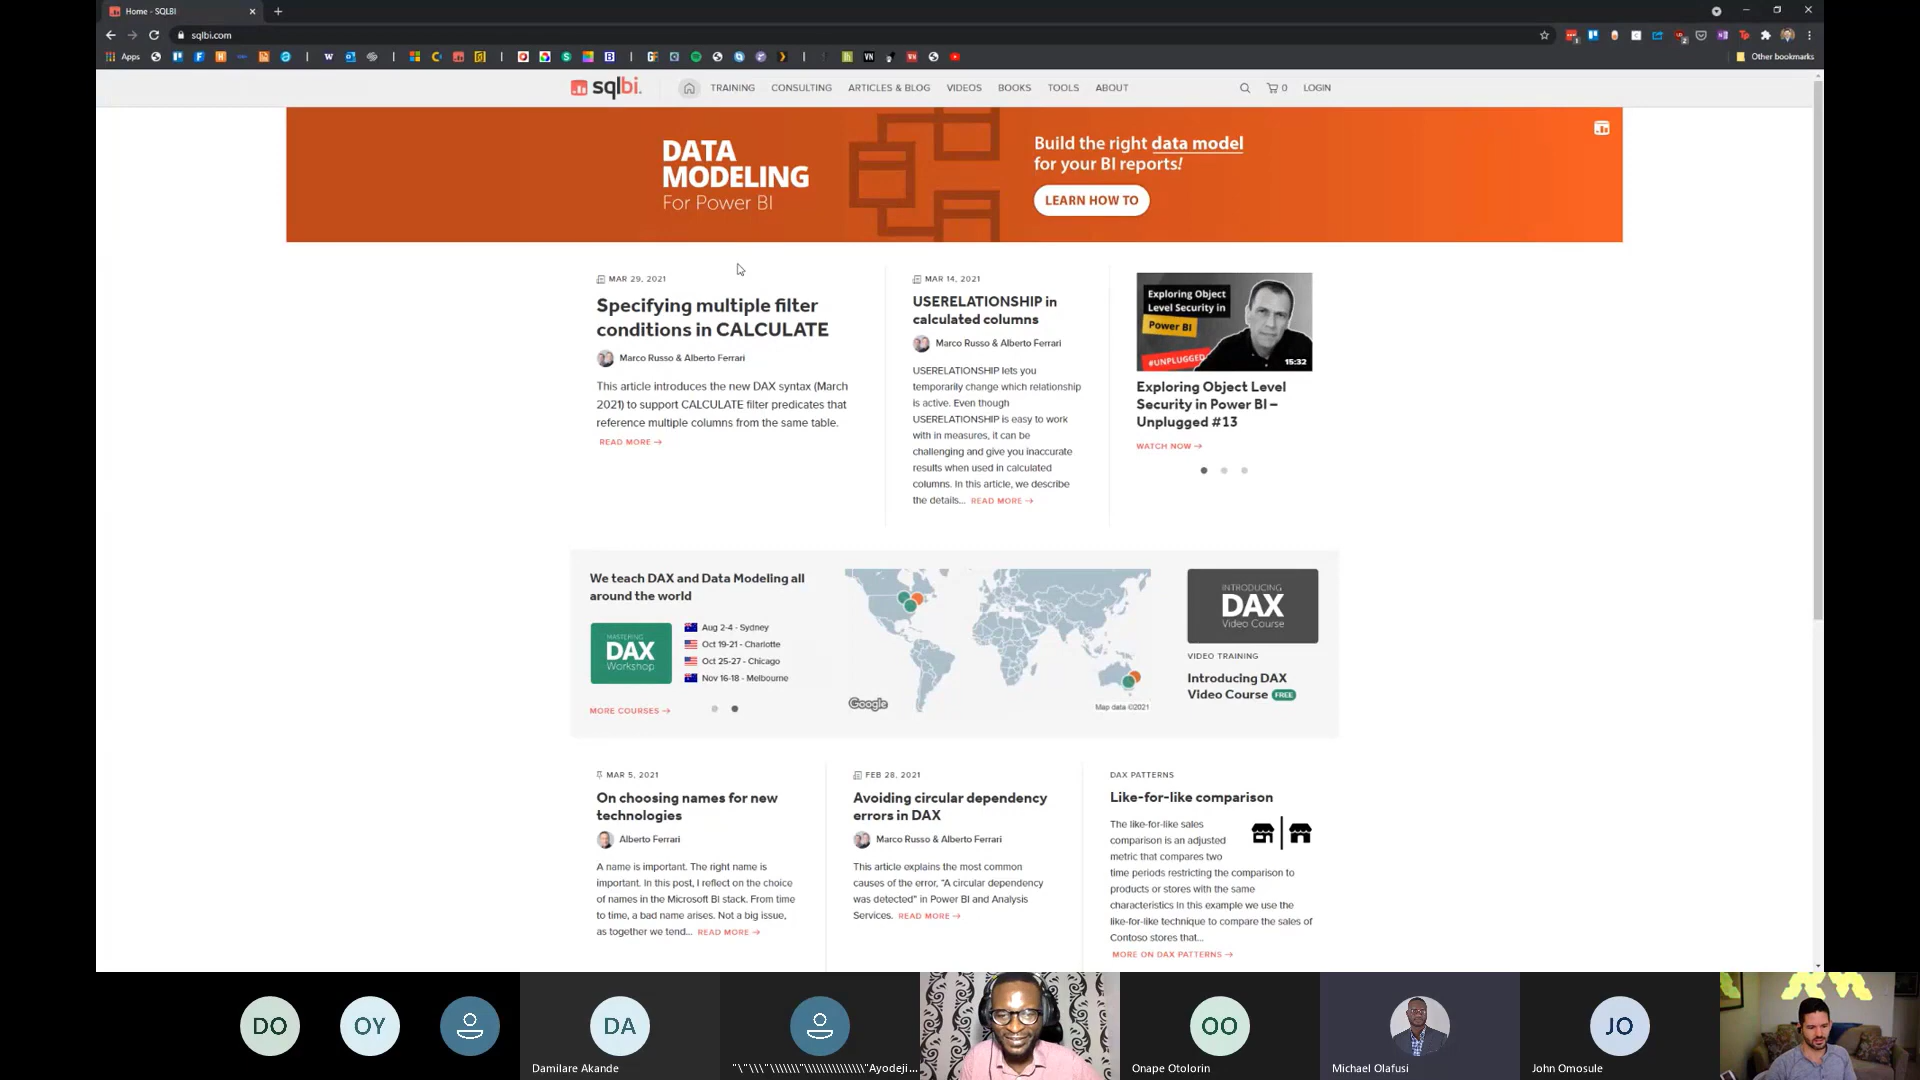 Home - SQLBI
sqlbi.com
Apps
Other bookmarks
sqlbi.
TRAINING
CONSULTING
ARTICLES & BLOG
VIDEOS
BOOKS
TOOLS
ABOUT
0
LOGIN
DATA
MODELING
For Power BI
Build the right data model
for your BI reports!
LEARN HOW TO
MAR 29, 2021
Specifying multiple filter
conditions in CALCULATE
Marco Russo & Alberto Ferrari
This article introduces the new DAX syntax (March
2021) to support CALCULATE filter predicates that
reference multiple columns from the same table.
READ MORE →
MAR 14, 2021
USERELATIONSHIP in
calculated columns
Marco Russo & Alberto Ferrari
USERELATIONSHIP lets you
temporarily change which relationship
is active. Even though
USERELATIONSHIP is easy to work
with in measures, it can be
challenging and give you inaccurate
results when used in calculated
columns. In this article, we describe
the details... READ MORE →
Exploring Object
Level Security in
Power BI
#UNPLUGGED
15:32
Exploring Object Level
Security in Power BI –
Unplugged #13
WATCH NOW →
We teach DAX and Data Modeling all
around the world
MASTERING
DAX
Workshop
Aug 2-4 - Sydney
Oct 19-21 - Charlotte
Oct 25-27 - Chicago
Nov 16-18 - Melbourne
MORE COURSES →
Google
Map data ©2021
INTRODUCING
DAX
Video Course
VIDEO TRAINING
Introducing DAX
Video Course FREE
MAR 5, 2021
On choosing names for new
technologies
Alberto Ferrari
A name is important. The right name is
important. In this post, I reflect on the choice
of names in the Microsoft BI stack. From time
to time, a bad name arises. Not a big issue,
as together we tend... READ MORE →
FEB 28, 2021
Avoiding circular dependency
errors in DAX
Marco Russo & Alberto Ferrari
This article explains the most common
causes of the error, "A circular dependency
was detected" in Power BI and Analysis
Services. READ MORE →
DAX PATTERNS
Like-for-like comparison
The like-for-like sales
comparison is an adjusted
metric that compares two
time periods restricting the comparison to
products or stores with the same
characteristics In this example we use the
like-for-like technique to compare the sales of
Contoso stores that...
MORE ON DAX PATTERNS →
DO
OY
DA
Damilare Akande
"\"\\\"\\\\\\\"\\\\\\\\\\\\\\\"Ayodeji...
OO
Onape Otolorin
Michael Olafusi
JO
John Omosule